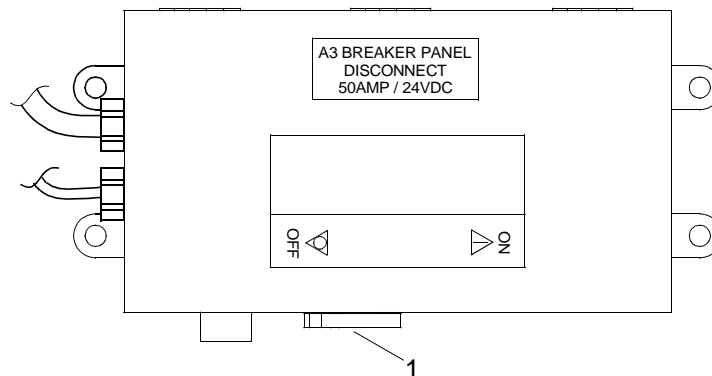 A3 BREAKER PANEL
DISCONNECT
50AMP / 24VDC
OFF
ON
1